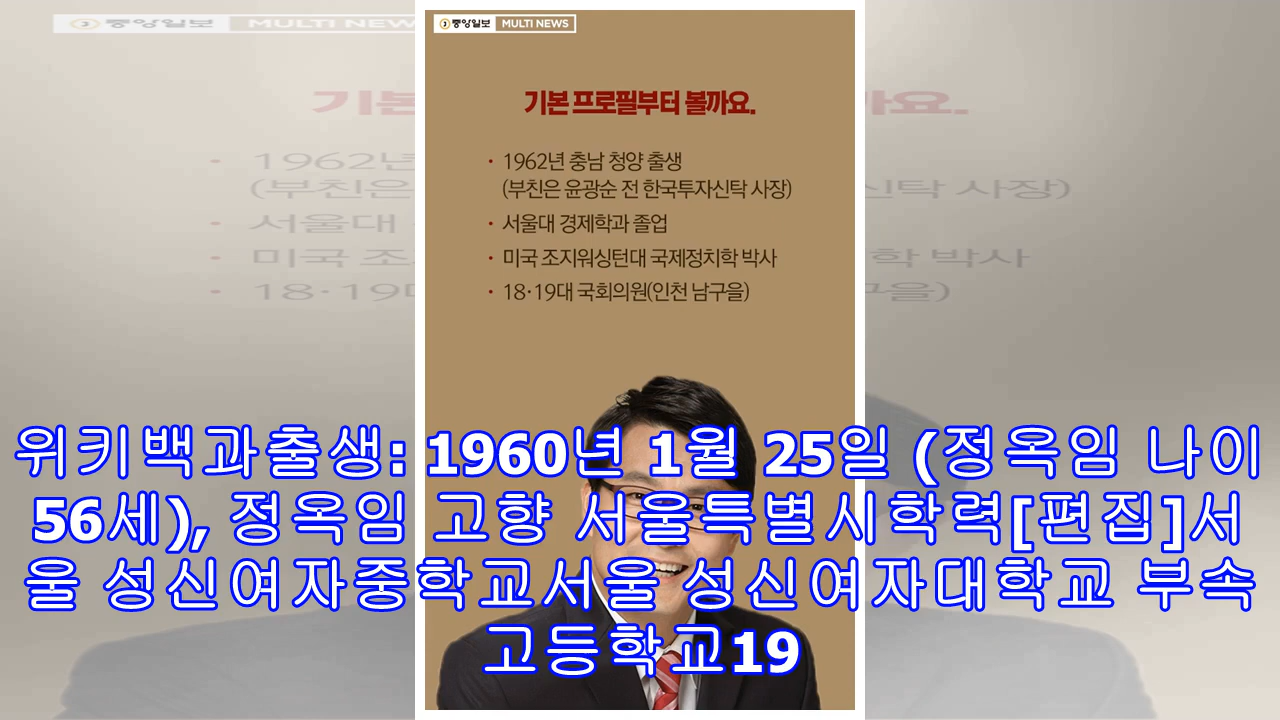 중앙일보 MULTI NEWS
기본 프로필부터 볼까요.
• 1962년 충남 청양 출생
(부친은 윤광순 전 한국투자신탁 사장)
• 서울대 경제학과 졸업
• 미국 조지워싱턴대 국제정치학 박사
• 18·19대 국회의원(인천 남구을)
위키백과출생: 1960년 1월 25일 (정옥임 나이
56세), 정옥임 고향 서울특별시학력[편집]서
울 성신여자중학교서울 성신여자대학교 부속
고등학교19